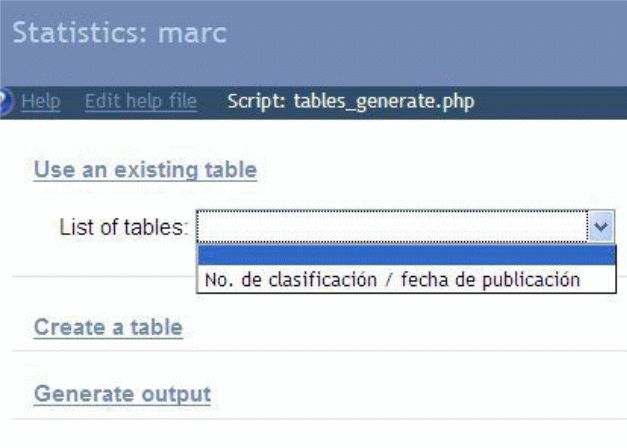 Statistics: marc
? Help Edit help file Script: tables_generate.php
Use an existing table
List of tables:
No. de clasificación / fecha de publicación
Create a table
Generate output